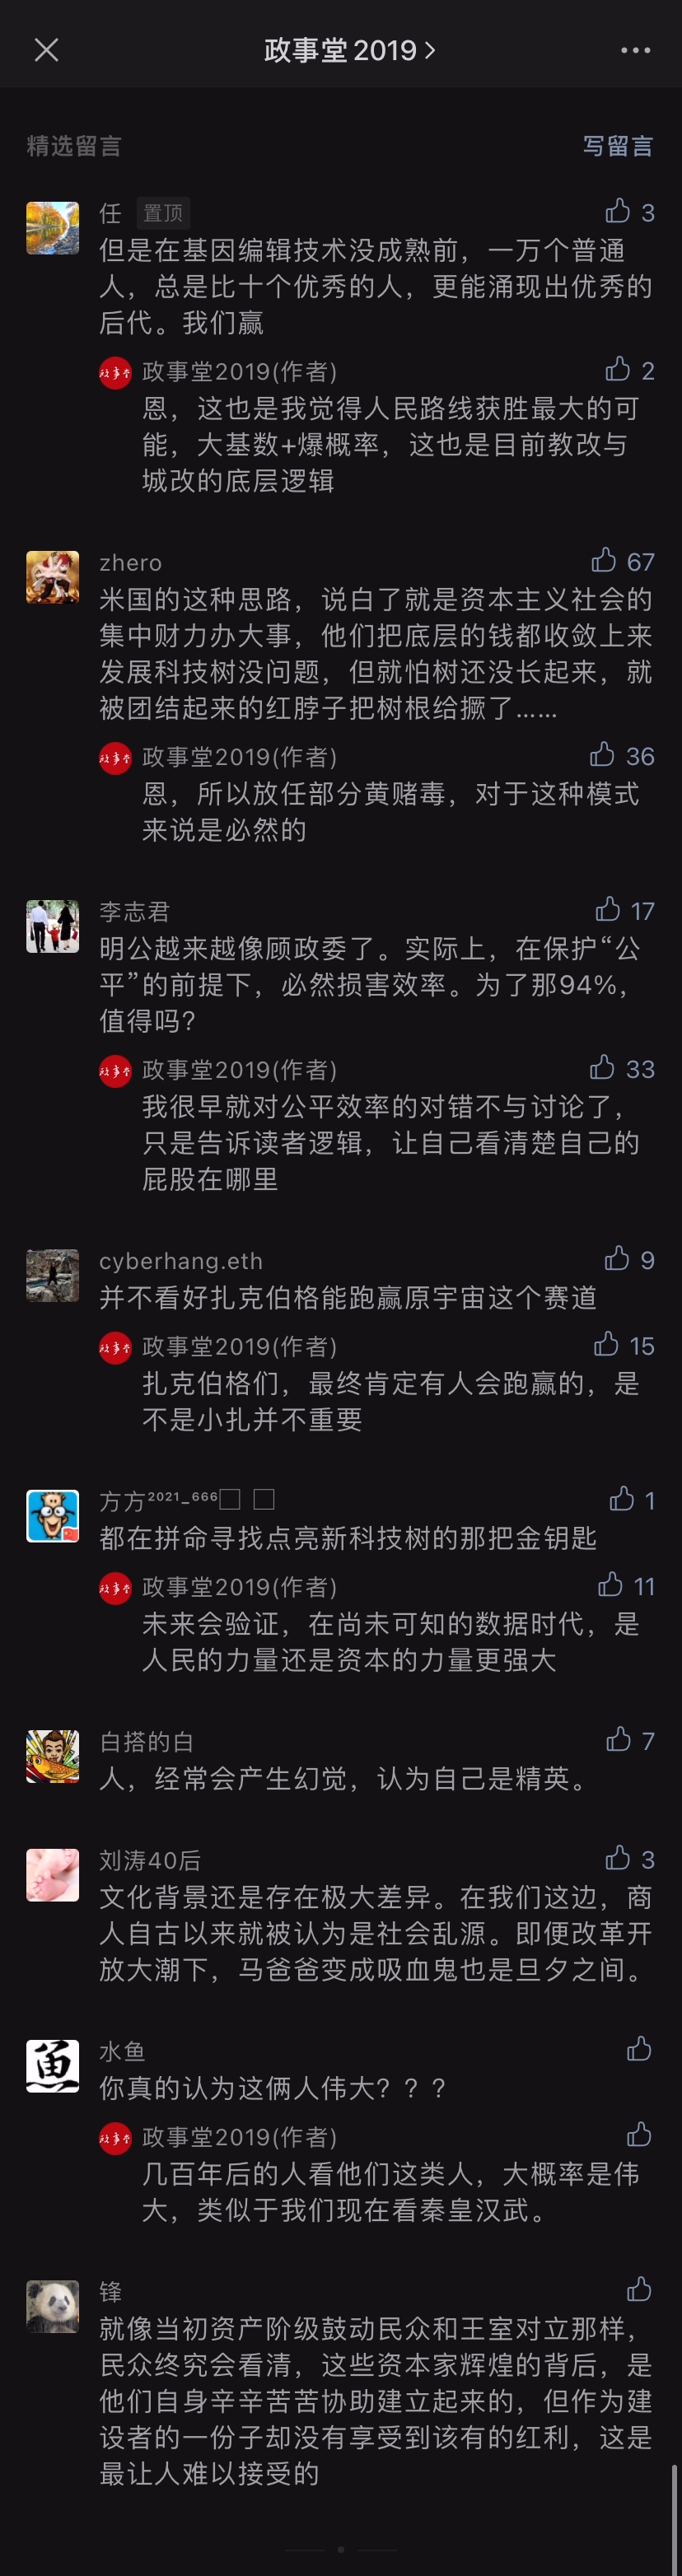 政事堂2019
精选留言
写留言
任 置顶 3
但是在基因编辑技术没成熟前，一万个普通
人，总是比十个优秀的人，更能涌现出优秀的
后代。我们赢
政事堂2019(作者) 2
恩，这也是我觉得人民路线获胜最大的可
能，大基数+爆概率，这也是目前教改与
城改的底层逻辑
zhero 67
米国的这种思路，说白了就是资本主义社会的
集中财力办大事，他们把底层的钱都收敛上来
发展科技树没问题，但就怕树还没长起来，就
被团结起来的红脖子把树根给撅了……
政事堂2019(作者) 36
恩，所以放任部分黄赌毒，对于这种模式
来说是必然的
李志君 17
明公越来越像顾政委了。实际上，在保护“公
平”的前提下，必然损害效率。为了那94%，
值得吗？
政事堂2019(作者) 33
我很早就对公平效率的对错不与讨论了，
只是告诉读者逻辑，让自己看清楚自己的
屁股在哪里
cyberhang.eth 9
并不看好扎克伯格能跑赢原宇宙这个赛道
政事堂2019(作者) 15
扎克伯格们，最终肯定有人会跑赢的，是
不是小扎并不重要
方方²⁰²¹-⁶⁶⁶ 1
都在拼命寻找点亮新科技树的那把金钥匙
政事堂2019(作者) 11
未来会验证，在尚未可知的数据时代，是
人民的力量还是资本的力量更强大
白搭的白 7
人，经常会产生幻觉，认为自己是精英。
刘涛40后 3
文化背景还是存在极大差异。在我们这边，商
人自古以来就被认为是社会乱源。即便改革开
放大潮下，马爸爸变成吸血鬼也是旦夕之间。
水鱼
你真的认为这俩人伟大？？？
政事堂2019(作者)
几百年后的人看他们这类人，大概率是伟
大，类似于我们现在看秦皇汉武。
锋
就像当初资产阶级鼓动民众和王室对立那样，
民众终究会看清，这些资本家辉煌的背后，是
他们自身辛辛苦苦协助建立起来的，但作为建
设者的一份子却没有享受到该有的红利，这是
最让人难以接受的